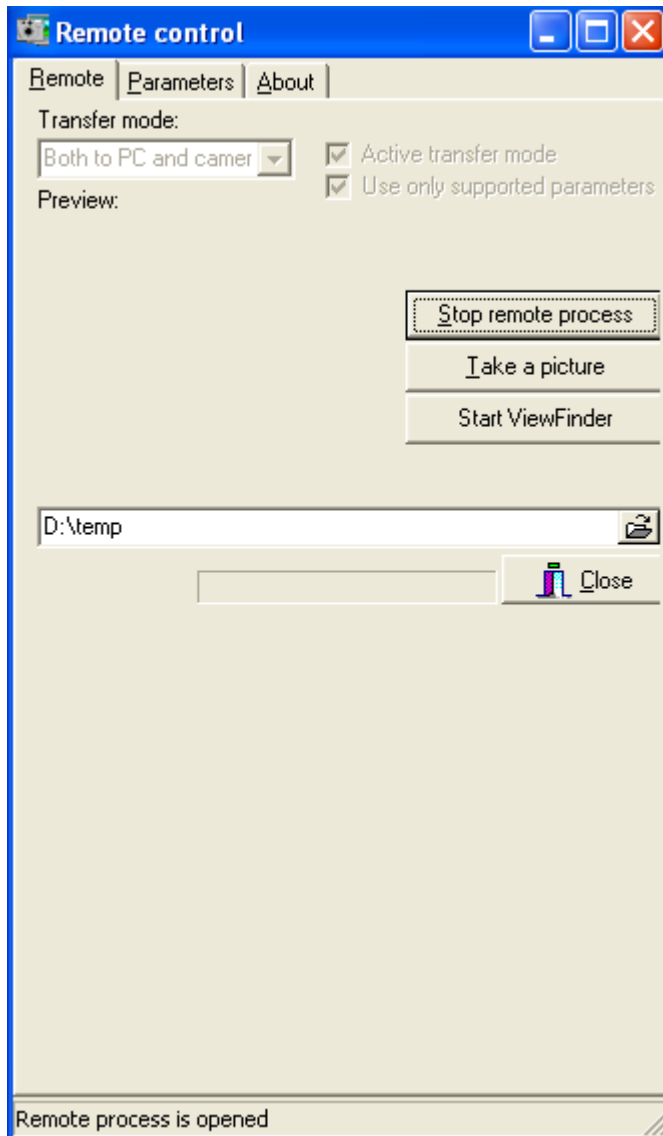 Remote control
Remote Parameters About
Transfer mode:
Both to PC and camer
Active transfer mode
Use only supported parameters
Preview:
Stop remote process
Take a picture
Start ViewFinder
D:\temp
Close
Remote process is opened